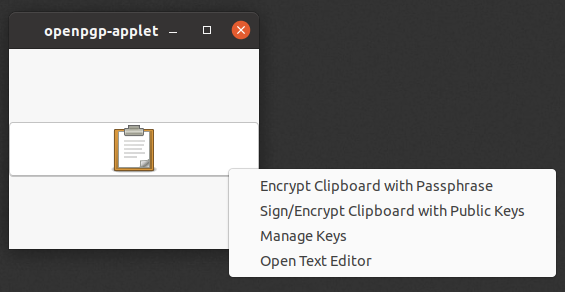 openpgp-applet
Encrypt Clipboard with Passphrase
Sign/Encrypt Clipboard with Public Keys
Manage Keys
Open Text Editor